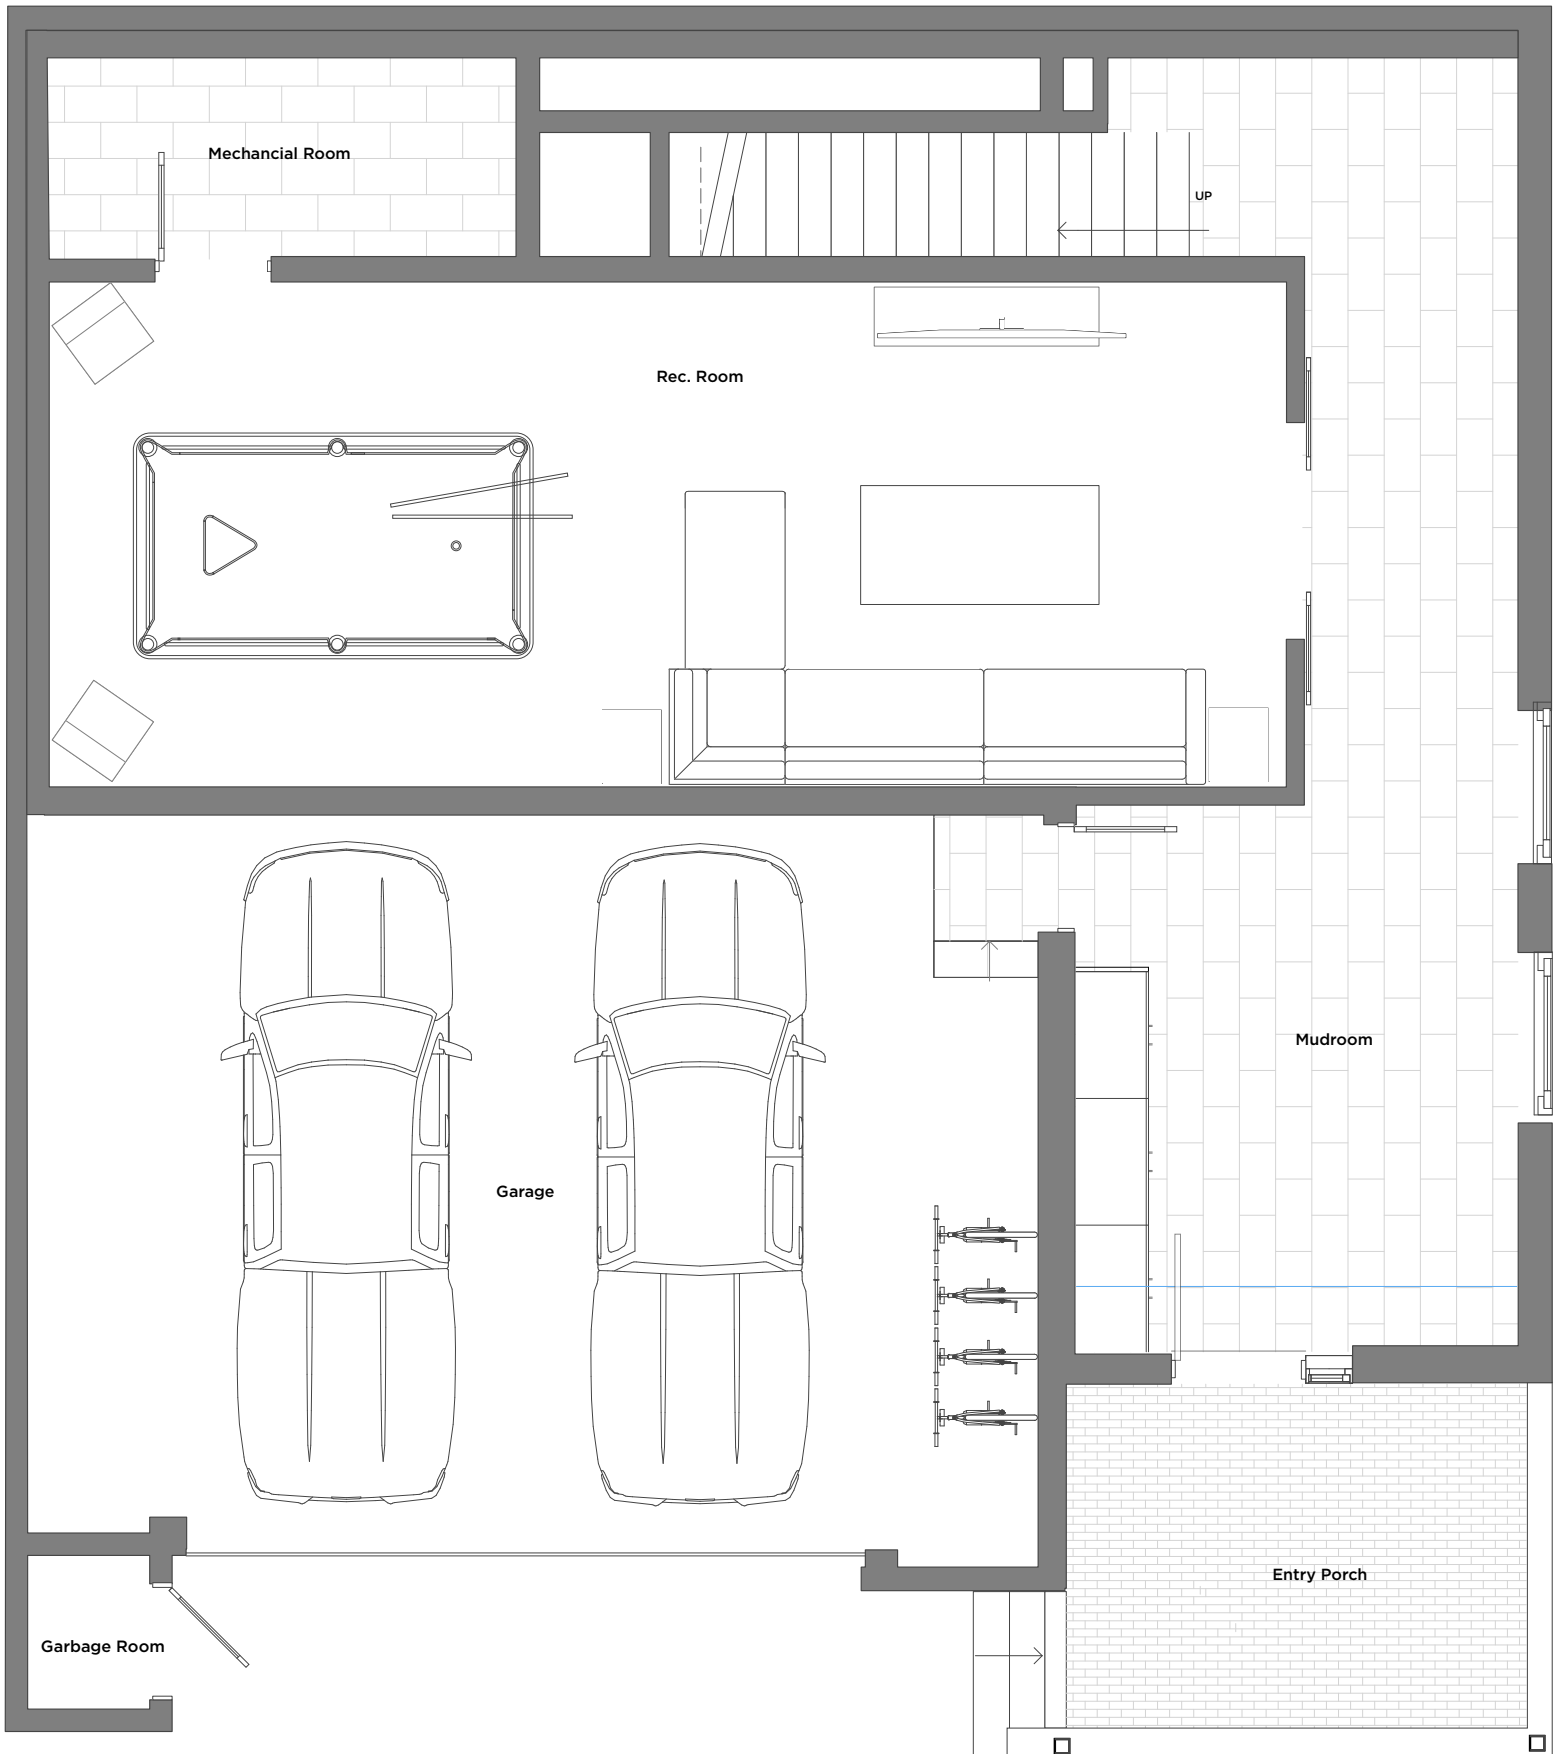 Mechancial Room
UP
Rec. Room
Mudroom
Garage
Entry Porch
Garbage Room